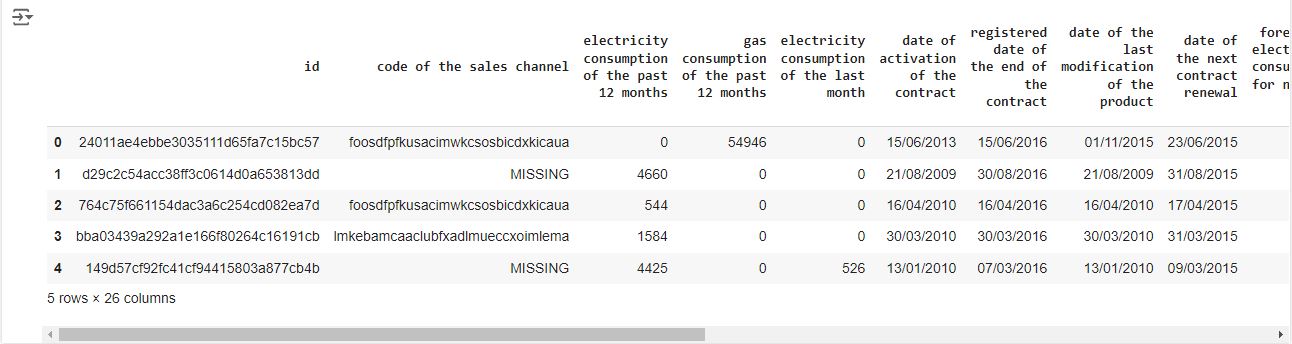 id code of the sales channel electricity consumption of the past 12 months gas consumption of the past 12 months electricity consumption of the last month date of activation of the contract registered date of the end of the contract date of the last modification of the product date of the next contract renewal
0 24011ae4ebbe3035111d65fa7c15bc57 foosdfpfkusacimwkcsosbicdxkicaua 0 54946 0 15/06/2013 15/06/2016 01/11/2015 23/06/2015
1 d29c2c54acc38ff3c0614d0a653813dd MISSING 4660 0 0 21/08/2009 30/08/2016 21/08/2009 31/08/2015
2 764c75f661154dac3a6c254cd082ea7d foosdfpfkusacimwkcsosbicdxkicaua 544 0 0 16/04/2010 16/04/2016 16/04/2010 17/04/2015
3 bba03439a292a1e166f80264c16191cb lmkebamcaaclubfxadlmueccxoimlema 1584 0 0 30/03/2010 30/03/2016 30/03/2010 31/03/2015
4 149d57cf92fc41cf94415803a877cb4b MISSING 4425 0 526 13/01/2010 07/03/2016 13/01/2010 09/03/2015
5 rows × 26 columns